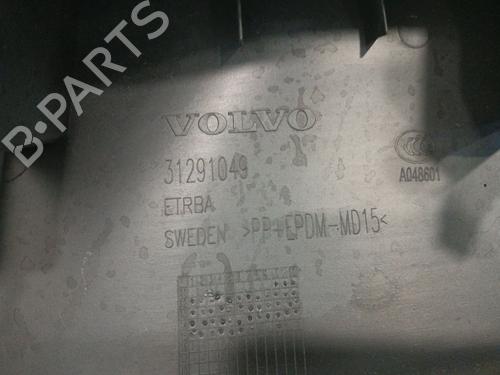 B-PARTS
VOLVO
31291049
A048601
ETRBA
SWEDEN >PP+EPDM-MD15<